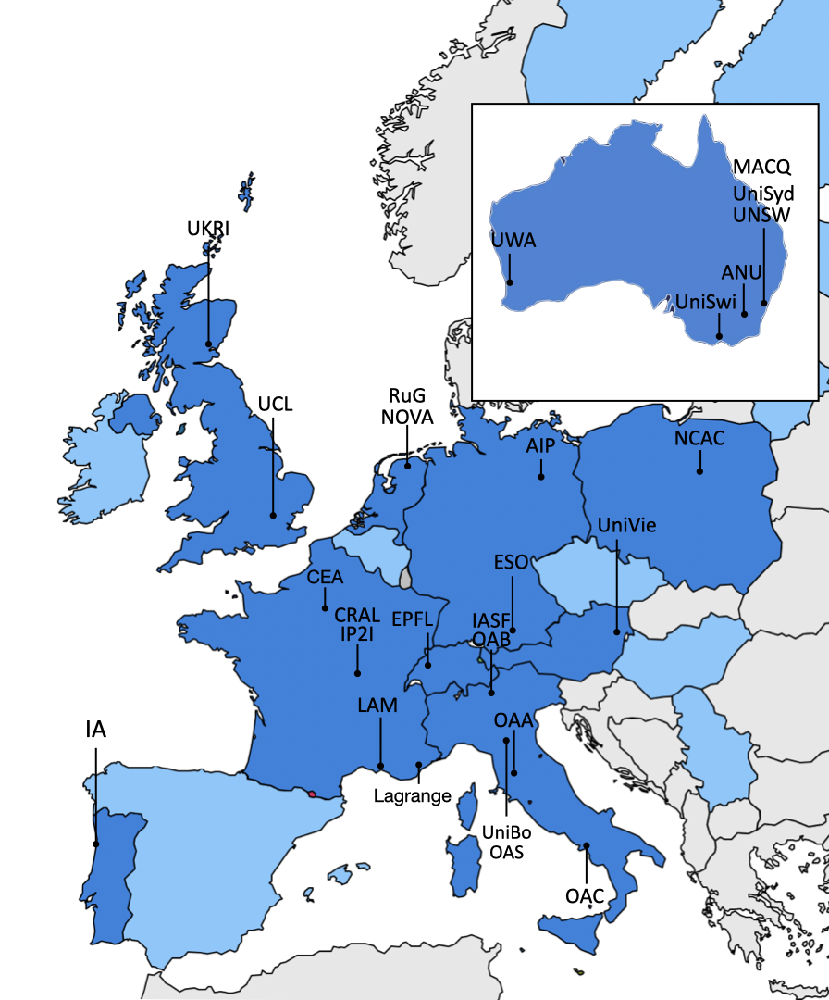 MACQ
UniSyd
UNSW
UWA
ANU
UniSwi
UKRI
UCL
RuG
NOVA
AIP
NCAC
UniVie
ESO
CEA
CRAL
IP2I
EPFL
IASF
OAB
LAM
OAA
IA
Lagrange
UniBo
OAS
OAC